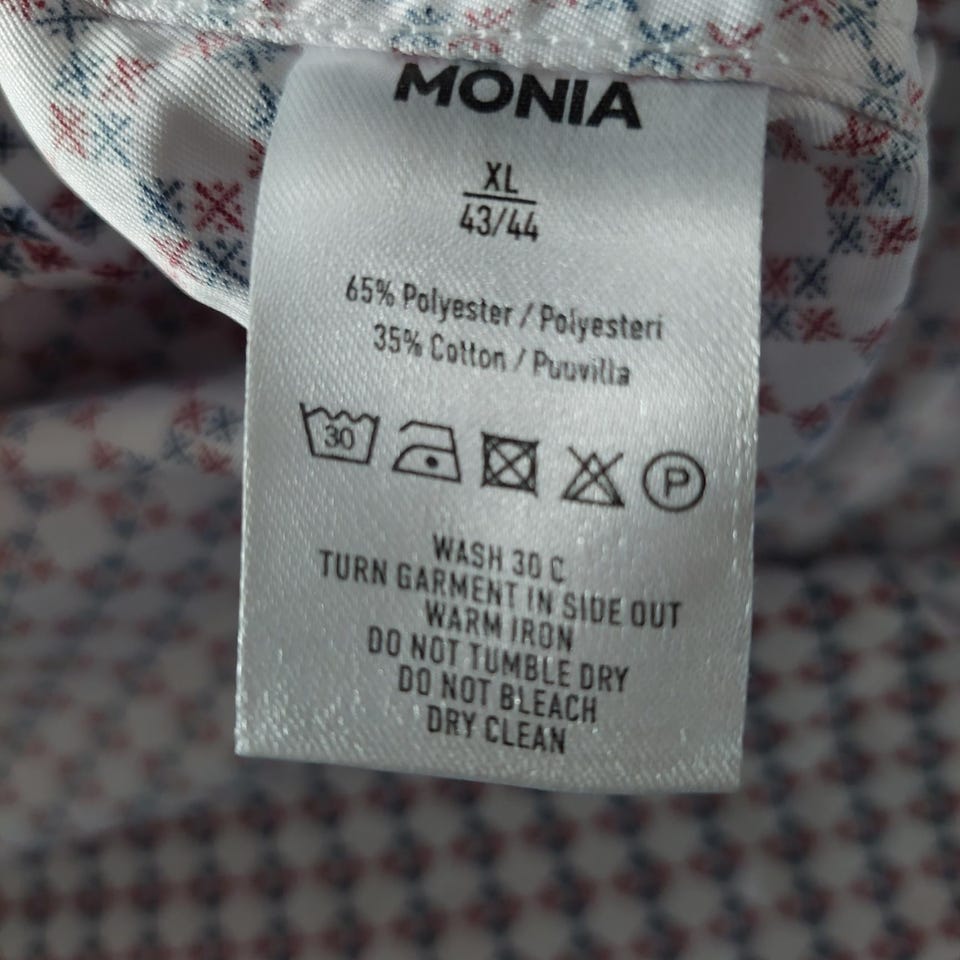 MONIA
XL
43/44
65% Polyester / Polyesteri
35% Cotton / Puuvilla
30 P
WASH 30 C
TURN GARMENT IN SIDE OUT
WARM IRON
DO NOT TUMBLE DRY
DO NOT BLEACH
DRY CLEAN